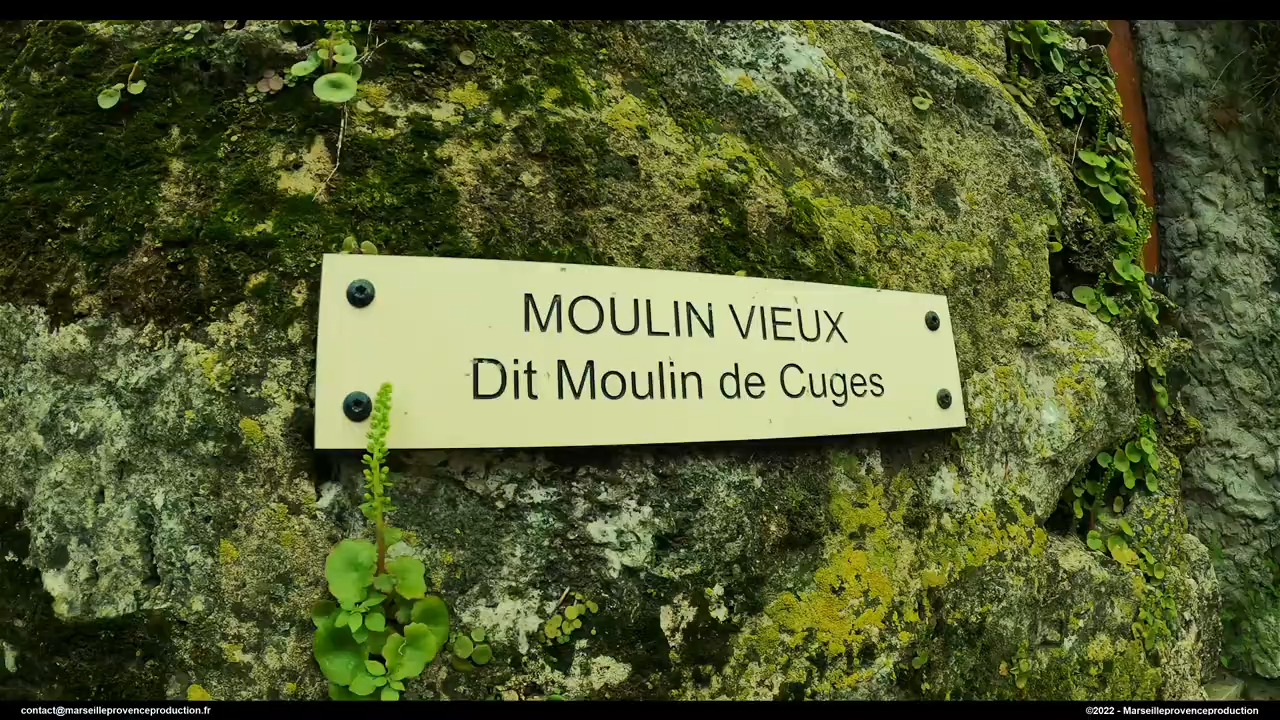 MOULIN VIEUX
Dit Moulin de Cuges
contact@marseilleprovenceproduction.fr
©2022 - Marseilleprovenceproduction